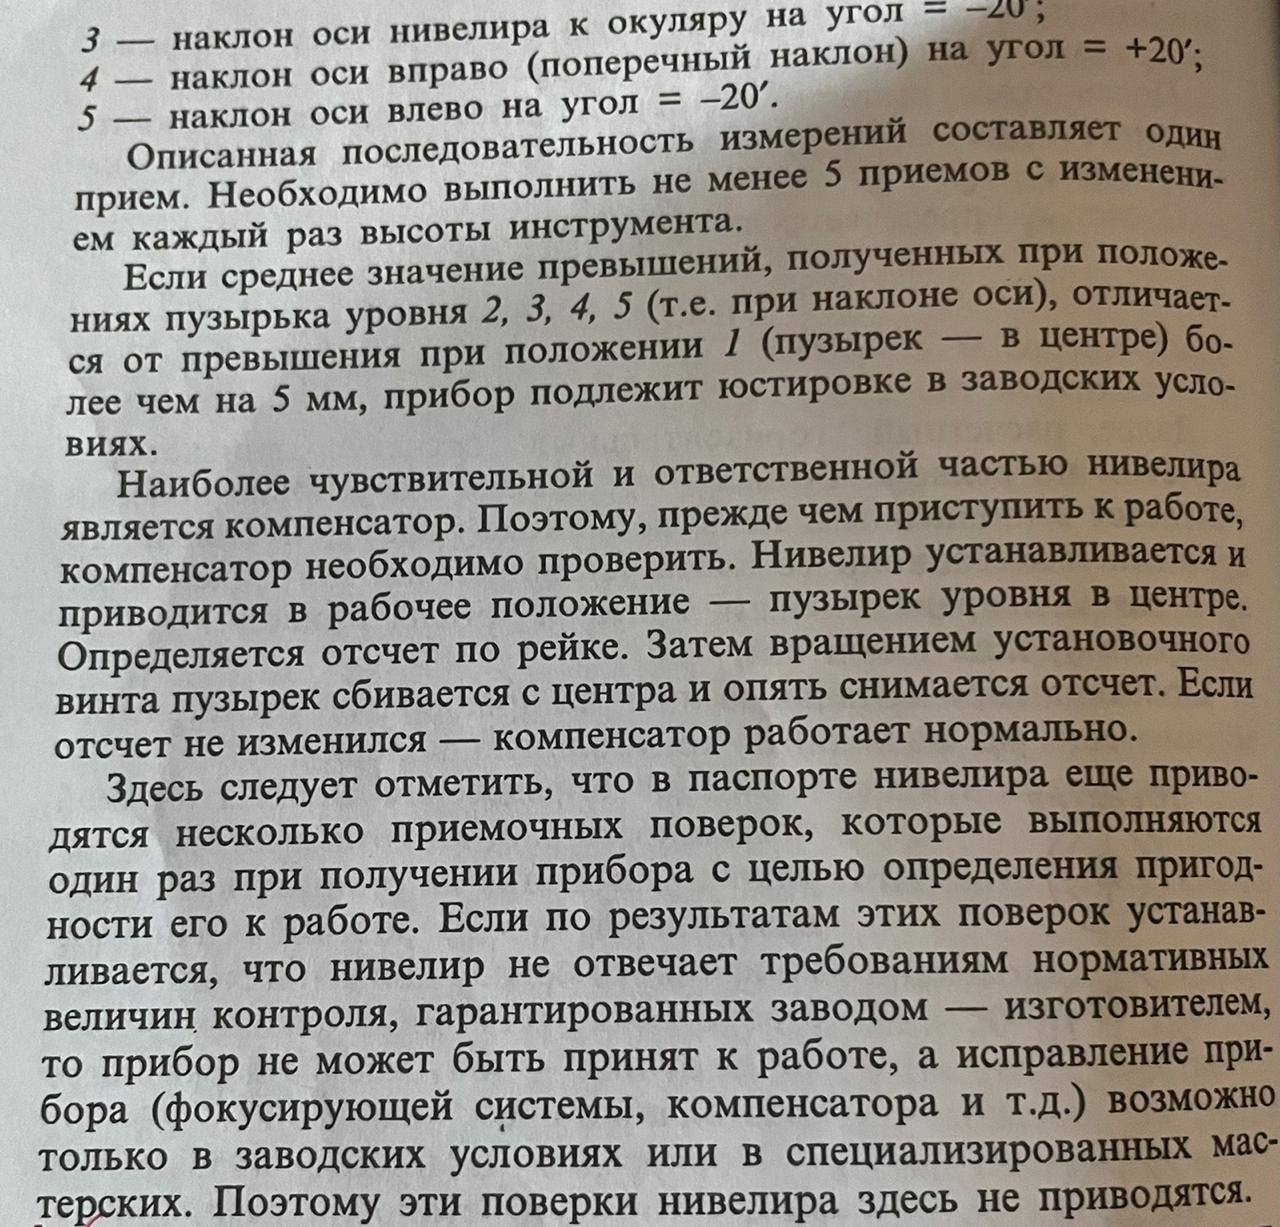 3 — наклон оси нивелира к окуляру на угол = –20′;
4 — наклон оси вправо (поперечный наклон) на угол = +20′;
5 — наклон оси влево на угол = –20′.
Описанная последовательность измерений составляет один
прием. Необходимо выполнить не менее 5 приемов с изменени-
ем каждый раз высоты инструмента.
Если среднее значение превышений, полученных при положе-
ниях пузырька уровня 2, 3, 4, 5 (т.е. при наклоне оси), отличает-
ся от превышения при положении 1 (пузырек — в центре) бо-
лее чем на 5 мм, прибор подлежит юстировке в заводских усло-
виях.
Наиболее чувствительной и ответственной частью нивелира
является компенсатор. Поэтому, прежде чем приступить к работе,
компенсатор необходимо проверить. Нивелир устанавливается и
приводится в рабочее положение — пузырек уровня в центре.
Определяется отсчет по рейке. Затем вращением установочного
винта пузырек сбивается с центра и опять снимается отсчет. Если
отсчет не изменился — компенсатор работает нормально.
Здесь следует отметить, что в паспорте нивелира еще приво-
дятся несколько приемочных поверок, которые выполняются
один раз при получении прибора с целью определения пригод-
ности его к работе. Если по результатам этих поверок устанав-
ливается, что нивелир не отвечает требованиям нормативных
величин контроля, гарантированных заводом — изготовителем,
то прибор не может быть принят к работе, а исправление при-
бора (фокусирующей системы, компенсатора и т.д.) возможно
только в заводских условиях или в специализированных мас-
терских. Поэтому эти поверки нивелира здесь не приводятся.